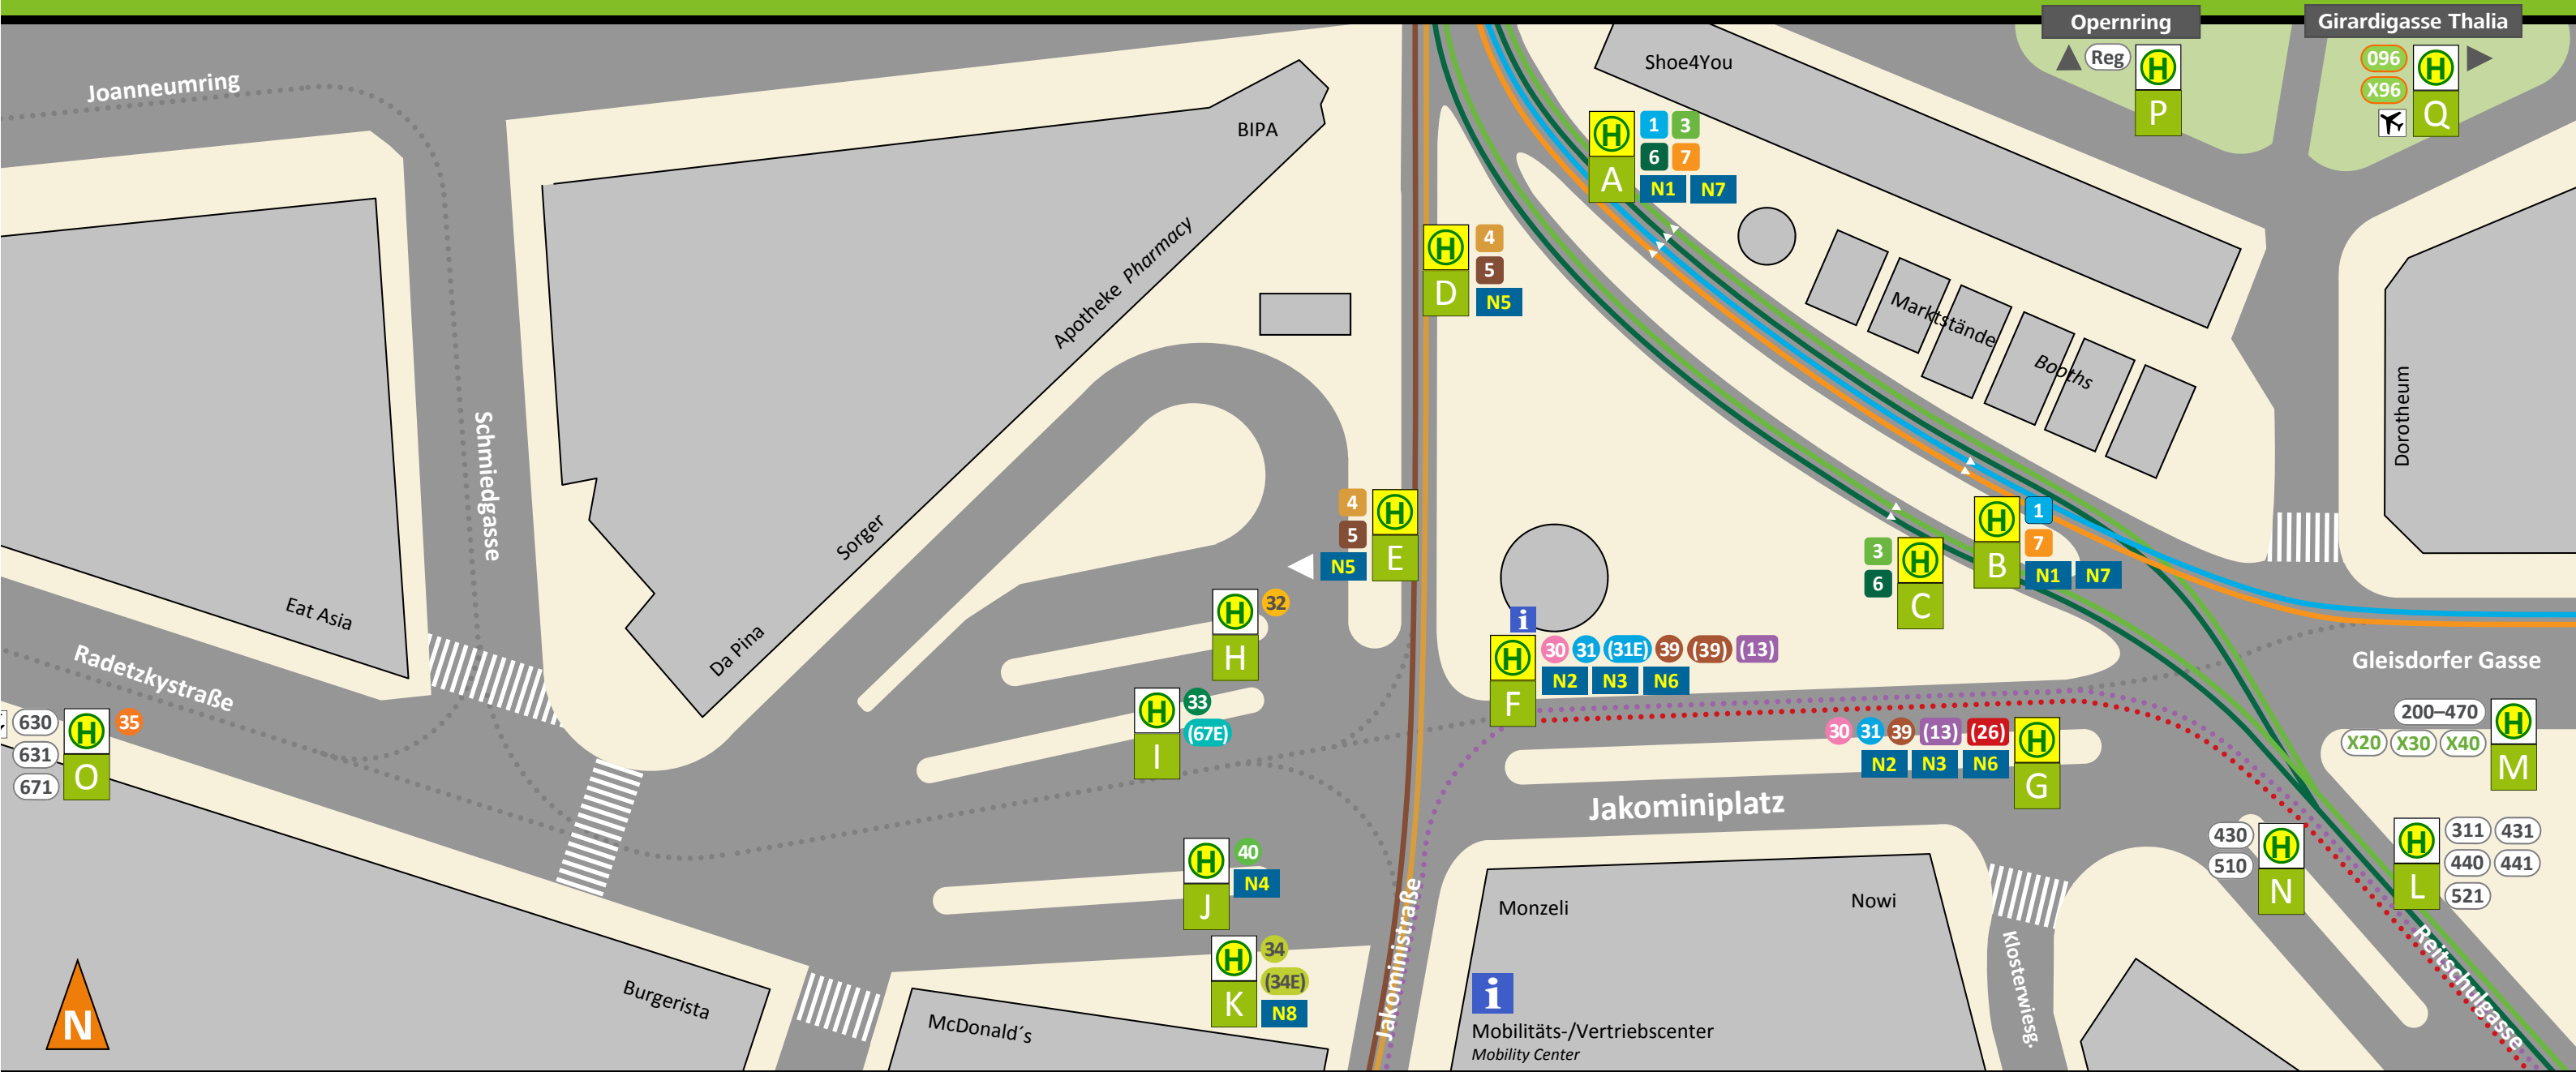 Opernring
Girardigasse Thalia
Reg
H
P
096
X96
H
Q
Joanneumring
Shoe4You
BIPA
H
A
1 3
6 7
N1 N7
Apotheke Pharmacy
H
D
4
5
N5
Marktstände
Booths
Dorotheum
Schmiedgasse
Sorger
4
5
N5
H
E
H
B
1
7
N1 N7
3
6
H
C
Eat Asia
Da Pina
H
H
32
i
H
F
30 31 (31E) 39 (39) (13)
N2 N3 N6
Radetzkystraße
Gleisdorfer Gasse
630
631
671
H
O
35
H
I
33
(67E)
30 31 39 (13) (26)
N2 N3 N6
H
G
200–470
X20 X30 X40
H
M
Jakominiplatz
H
J
40
N4
430
510
H
N
H
L
311 431
440 441
521
Monzeli
Nowi
Jakoministraße
H
K
34
(34E)
N8
Klosterwiesg.
Reitschulgasse
Burgerista
McDonald´s
N
i
Mobilitäts-/Vertriebscenter
Mobility Center